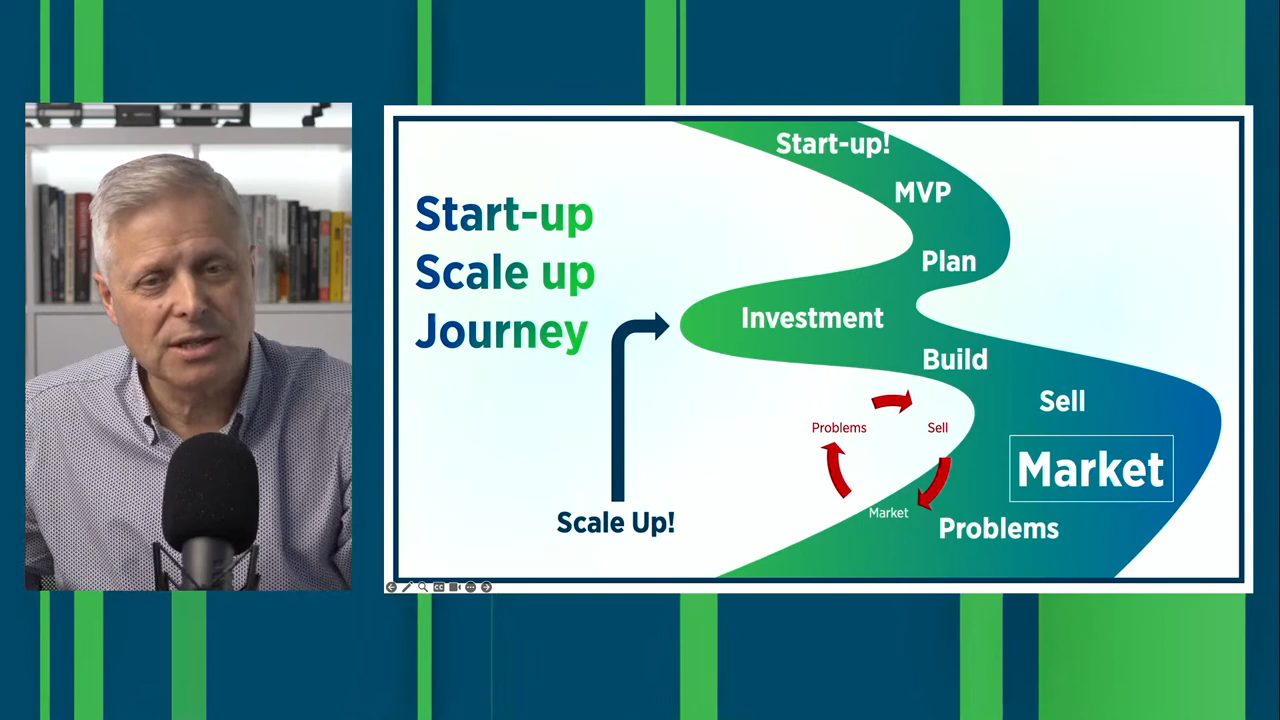 Start-up
Scale up
Journey
Start-up!
MVP
Plan
Investment
Build
Sell
Market
Problems
Problems
Sell
Market
Scale Up!